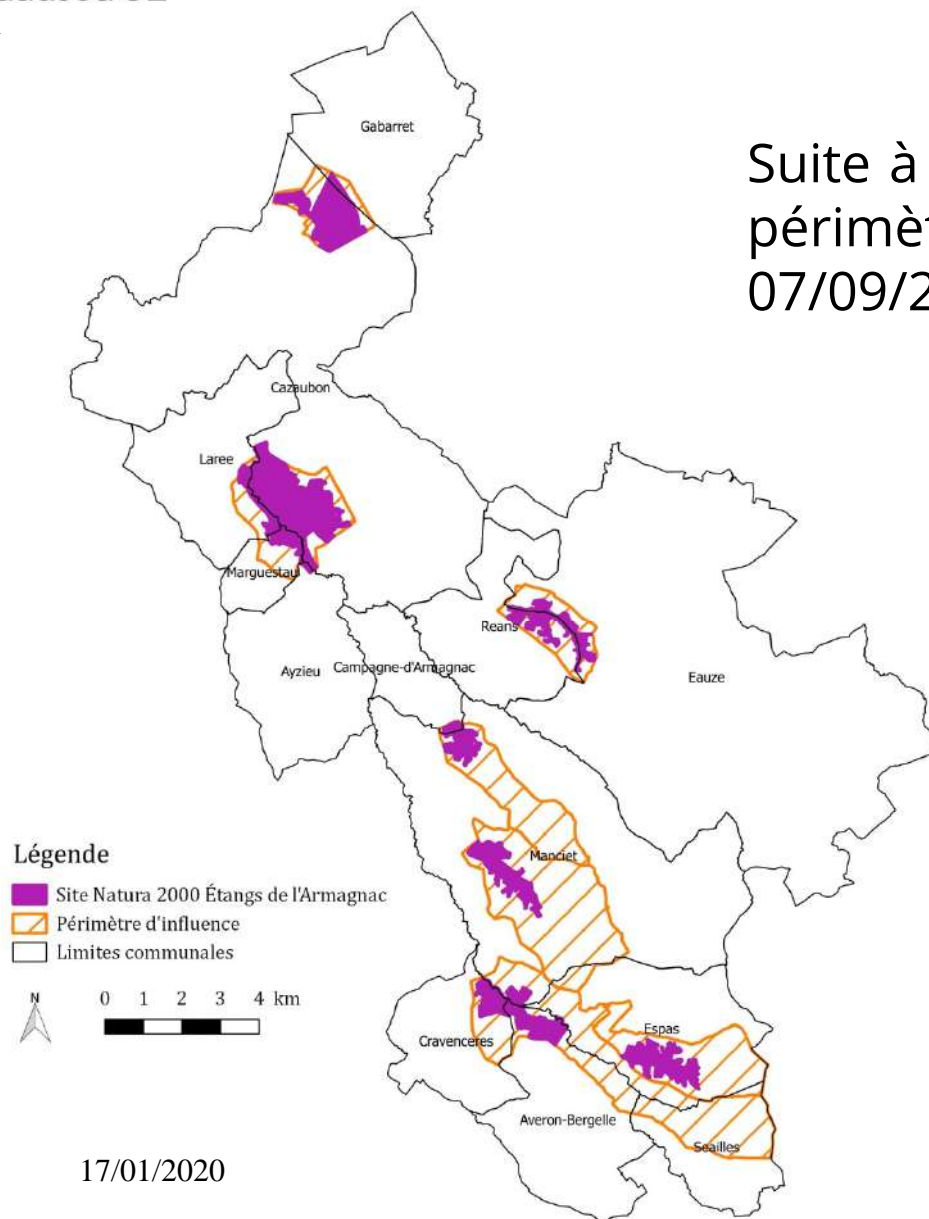 Gabarret
Suite à
périmèt
07/09/2
Cazaubon
Laree
Marguestau
Reans
Ayzieu
Campagne-d'Armagnac
Eauze
Manciet
Légende
Site Natura 2000 Étangs de l'Armagnac
Périmètre d'influence
Limites communales
N
0 1 2 3 4 km
Espas
Cravenceres
Averon-Bergelle
Seailles
17/01/2020